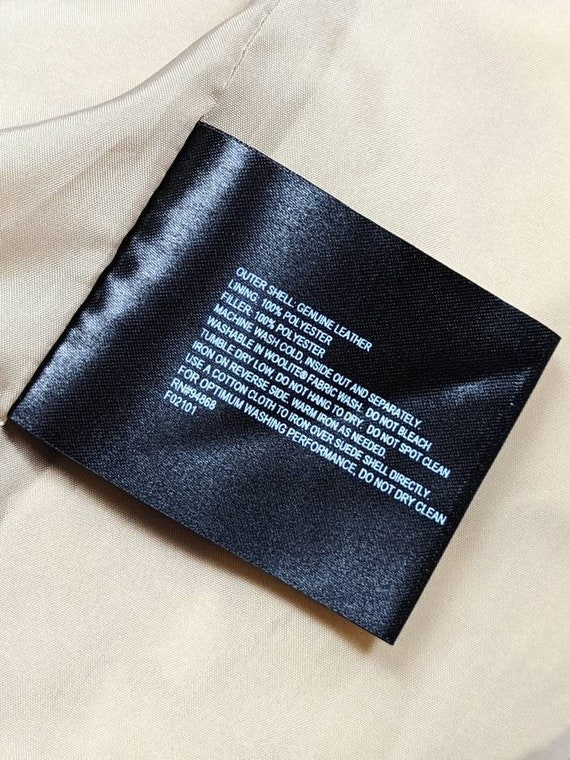 OUTER SHELL: GENUINE LEATHER
LINING: 100% POLYESTER
FILLER: 100% POLYESTER
MACHINE WASH COLD. INSIDE OUT AND SEPARATELY.
WASHABLE IN WOOLITE® FABRIC WASH. DO NOT BLEACH.
TUMBLE DRY LOW. DO NOT HANG TO DRY. DO NOT SPOT CLEAN
IRON ON REVERSE SIDE. WARM IRON AS NEEDED.
USE A COTTON CLOTH TO IRON OVER SUEDE SHELL DIRECTLY.
FOR OPTIMUM WASHING PERFORMANCE, DO NOT DRY CLEAN
RN#94868
F02101